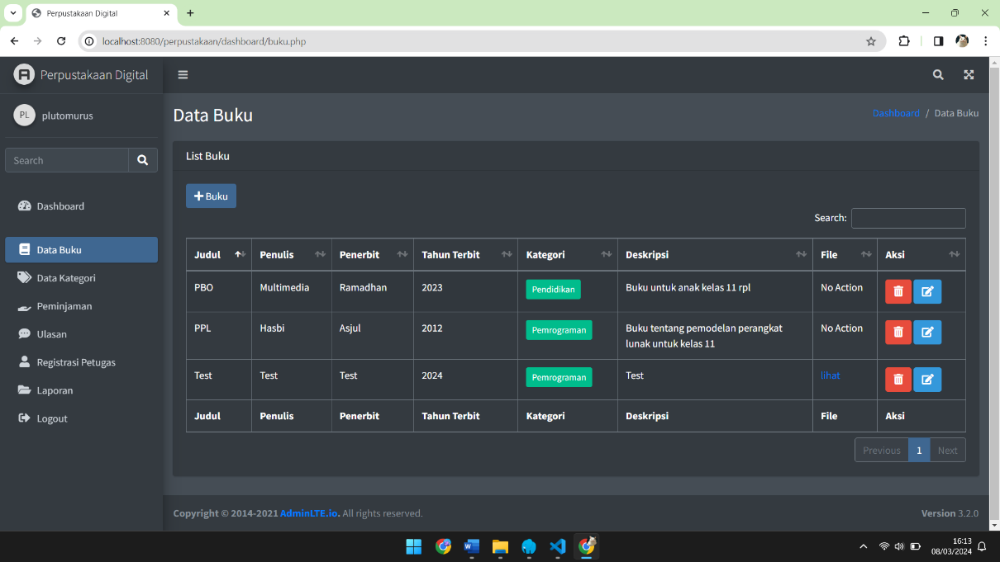 Perpustakaan Digital
localhost:8080/perpustakaan/dashboard/buku.php
Perpustakaan Digital
PL plutomurus
Search
Dashboard
Data Buku
Data Kategori
Peminjaman
Ulasan
Registrasi Petugas
Laporan
Logout
Data Buku
Dashboard / Data Buku
List Buku
Buku
Search:
Judul Penulis Penerbit Tahun Terbit Kategori Deskripsi File Aksi
PBO Multimedia Ramadhan 2023 Pendidikan Buku untuk anak kelas 11 rpl No Action
PPL Hasbi Asjul 2012 Pemrograman Buku tentang pemodelan perangkat lunak untuk kelas 11 No Action
Test Test Test 2024 Pemrograman Test lihat
Judul Penulis Penerbit Tahun Terbit Kategori Deskripsi File Aksi
Previous 1 Next
Copyright © 2014-2021 AdminLTE.io. All rights reserved.
Version 3.2.0
16:13
08/03/2024